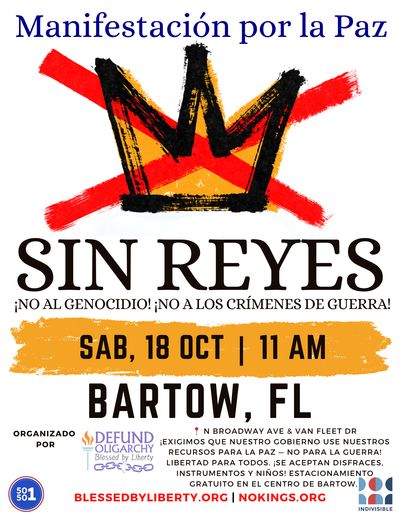 Manifestación por la Paz
SIN REYES
¡NO AL GENOCIDIO! ¡NO A LOS CRÍMENES DE GUERRA!
SAB, 18 OCT | 11 AM
BARTOW, FL
ORGANIZADO
POR
DEFUND
OLIGARCHY
Blessed by Liberty
N BROADWAY AVE & VAN FLEET DR
¡EXIGIMOS QUE NUESTRO GOBIERNO USE NUESTROS
RECURSOS PARA LA PAZ — NO PARA LA GUERRA!
LIBERTAD PARA TODOS. ¡SE ACEPTAN DISFRACES,
INSTRUMENTOS Y NIÑOS! ESTACIONAMIENTO
GRATUITO EN EL CENTRO DE BARTOW.
50
50
1
BLESSEDBYLIBERTY.ORG | NOKINGS.ORG
INDIVISIBLE